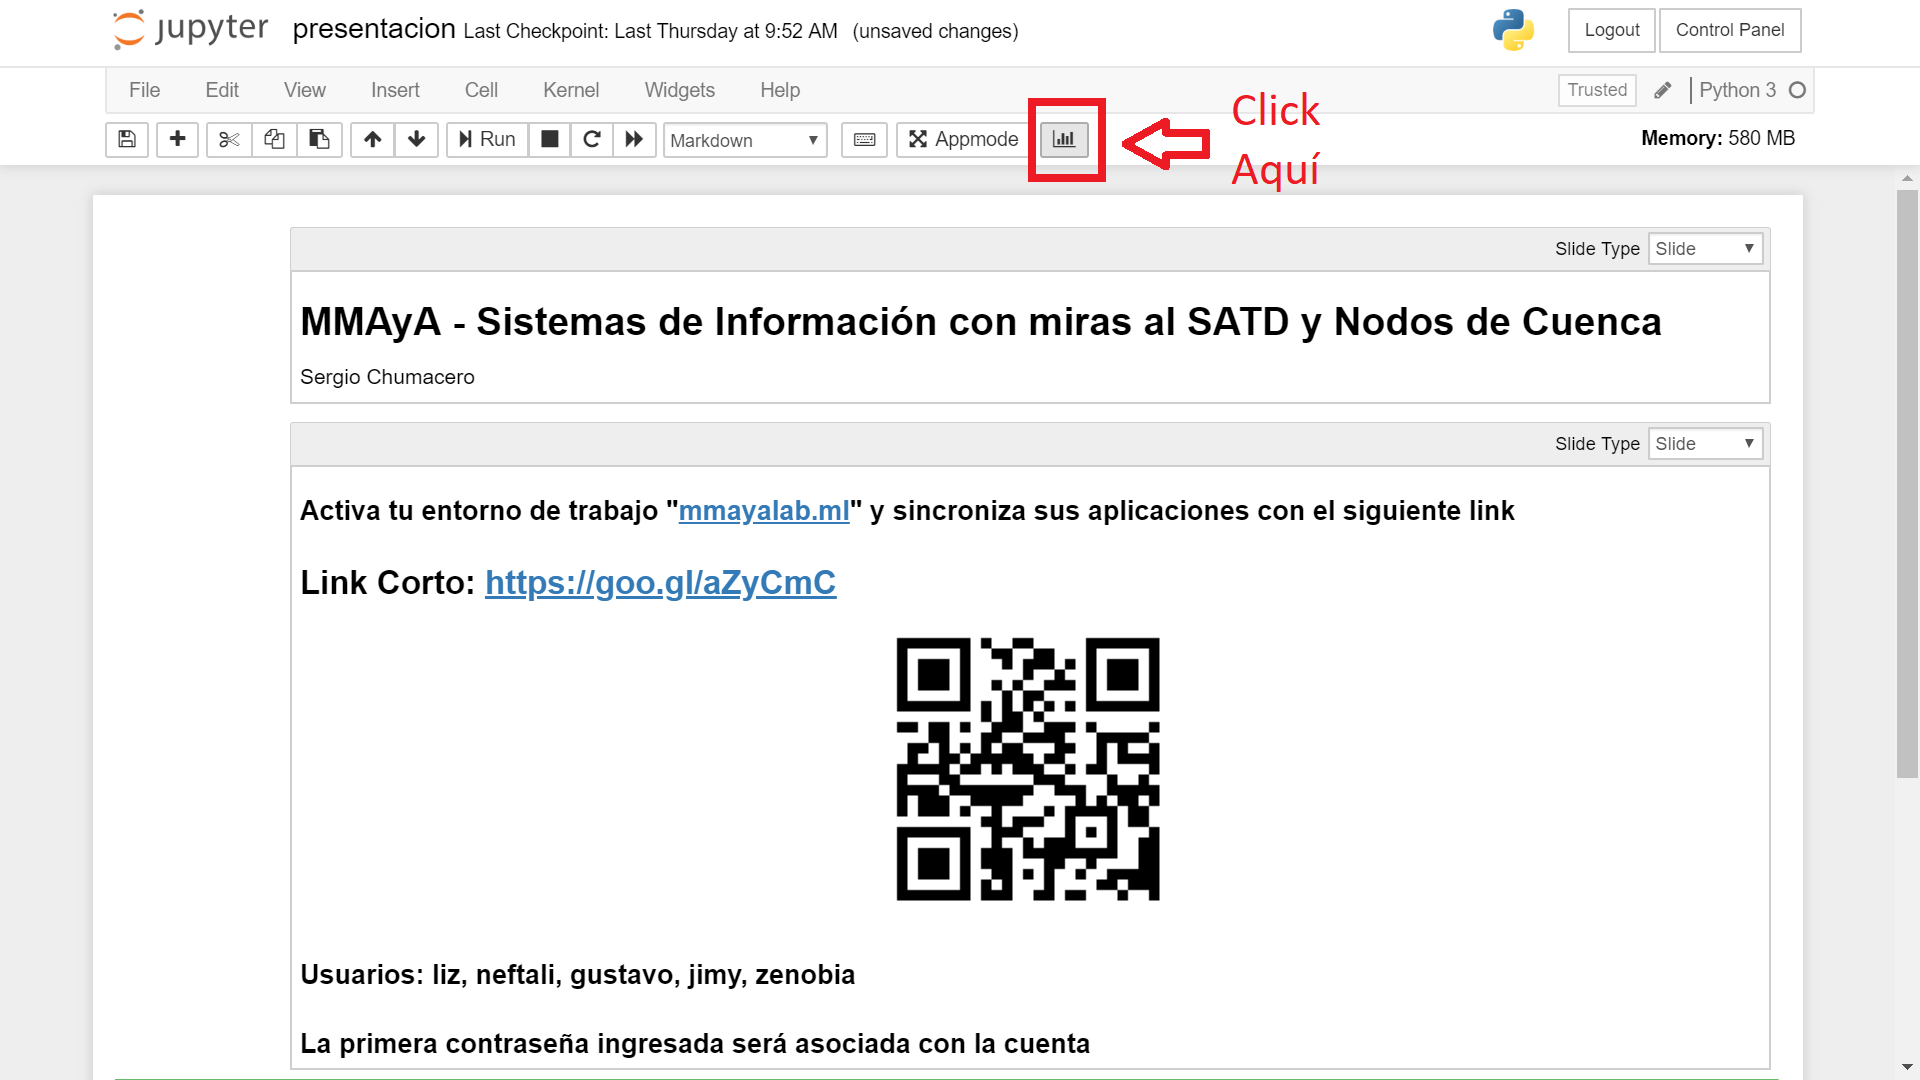 jupyter presentacion Last Checkpoint: Last Thursday at 9:52 AM (unsaved changes)
Logout Control Panel
File Edit View Insert Cell Kernel Widgets Help
Trusted Python 3
Run Markdown Appmode
Click
Aquí
Memory: 580 MB
Slide Type Slide
MMAyA - Sistemas de Información con miras al SATD y Nodos de Cuenca
Sergio Chumacero
Slide Type Slide
Activa tu entorno de trabajo "mmayalab.ml" y sincroniza sus aplicaciones con el siguiente link
Link Corto: https://goo.gl/aZyCmC
Usuarios: liz, neftali, gustavo, jimy, zenobia
La primera contraseña ingresada será asociada con la cuenta